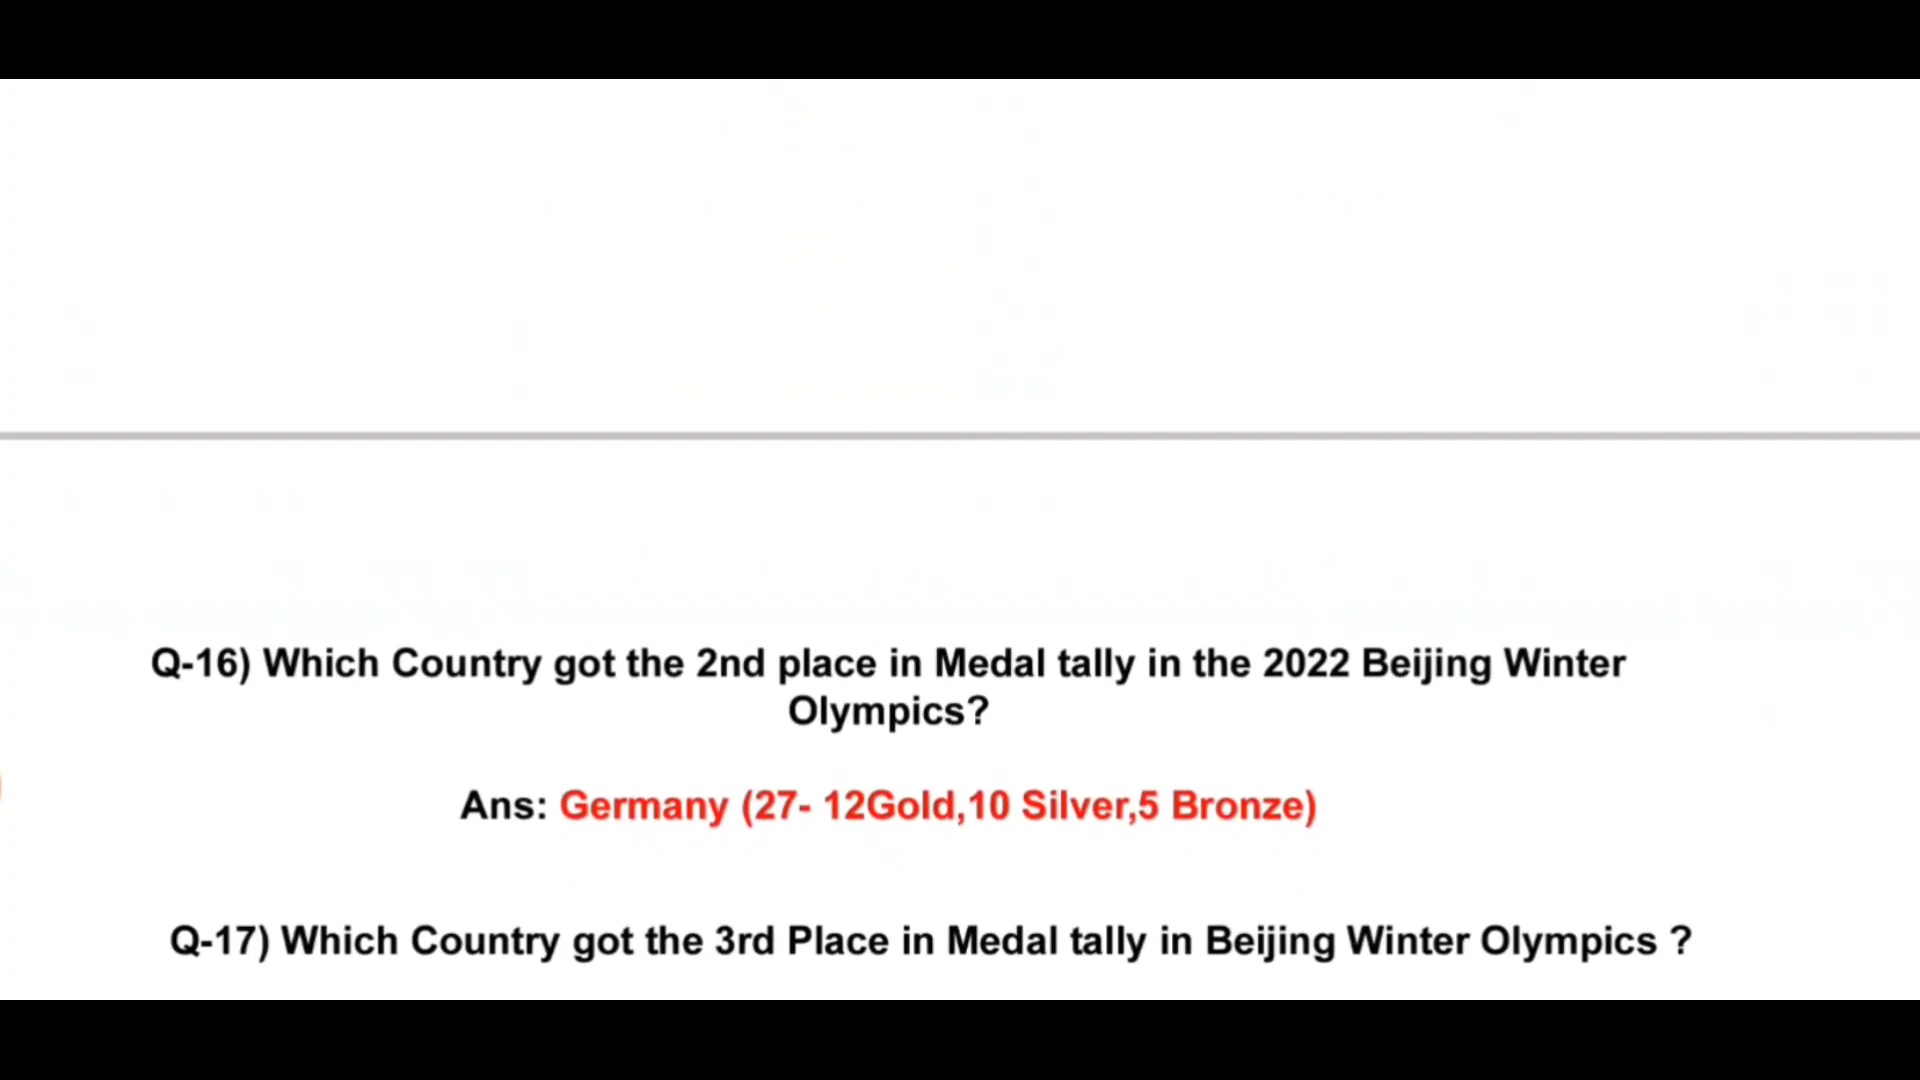 Q-16) Which Country got the 2nd place in Medal tally in the 2022 Beijing Winter
Olympics?
Ans: Germany (27- 12Gold,10 Silver,5 Bronze)
Q-17) Which Country got the 3rd Place in Medal tally in Beijing Winter Olympics ?